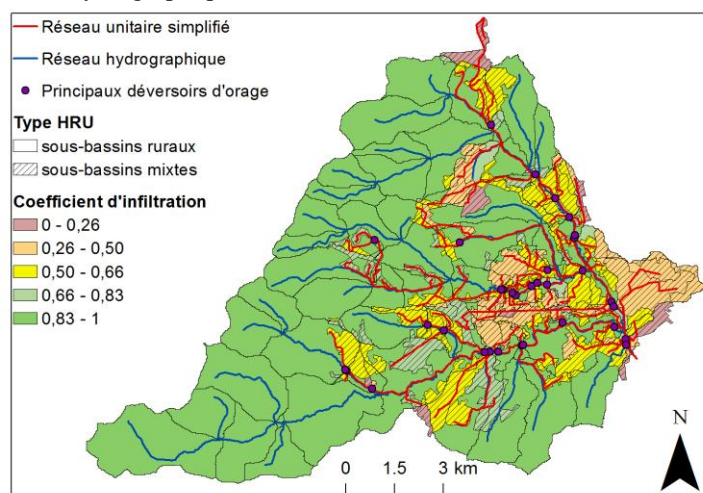 Réseau unitaire simplifié
Réseau hydrographique
Principaux déversoirs d'orage
Type HRU
sous-bassins ruraux
sous-bassins mixtes
Coefficient d'infiltration
0 - 0,26
0,26 - 0,50
0,50 - 0,66
0,66 - 0,83
0,83 - 1
N
0 1.5 3 km